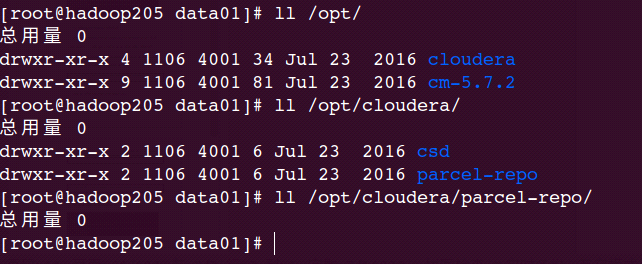 [root@hadoop205 data01]# ll /opt/
总用量 0
drwxr-xr-x 4 1106 4001 34 Jul 23  2016 cloudera
drwxr-xr-x 9 1106 4001 81 Jul 23  2016 cm-5.7.2
[root@hadoop205 data01]# ll /opt/cloudera/
总用量 0
drwxr-xr-x 2 1106 4001 6 Jul 23  2016 csd
drwxr-xr-x 2 1106 4001 6 Jul 23  2016 parcel-repo
[root@hadoop205 data01]# ll /opt/cloudera/parcel-repo/
总用量 0
[root@hadoop205 data01]#